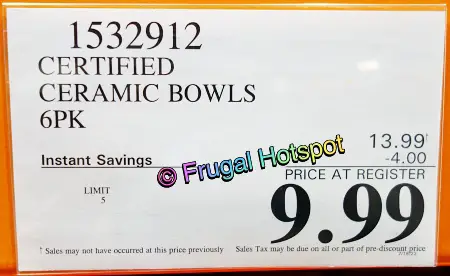 1532912
CERTIFIED
CERAMIC BOWLS
6PK
13.99†
Instant Savings -4.00
© Frugal Hotspot
PRICE AT REGISTER
LIMIT
5
9.99
† Sales may not have occurred at this price previously
Sales Tax may be due on all or part of pre-discount price